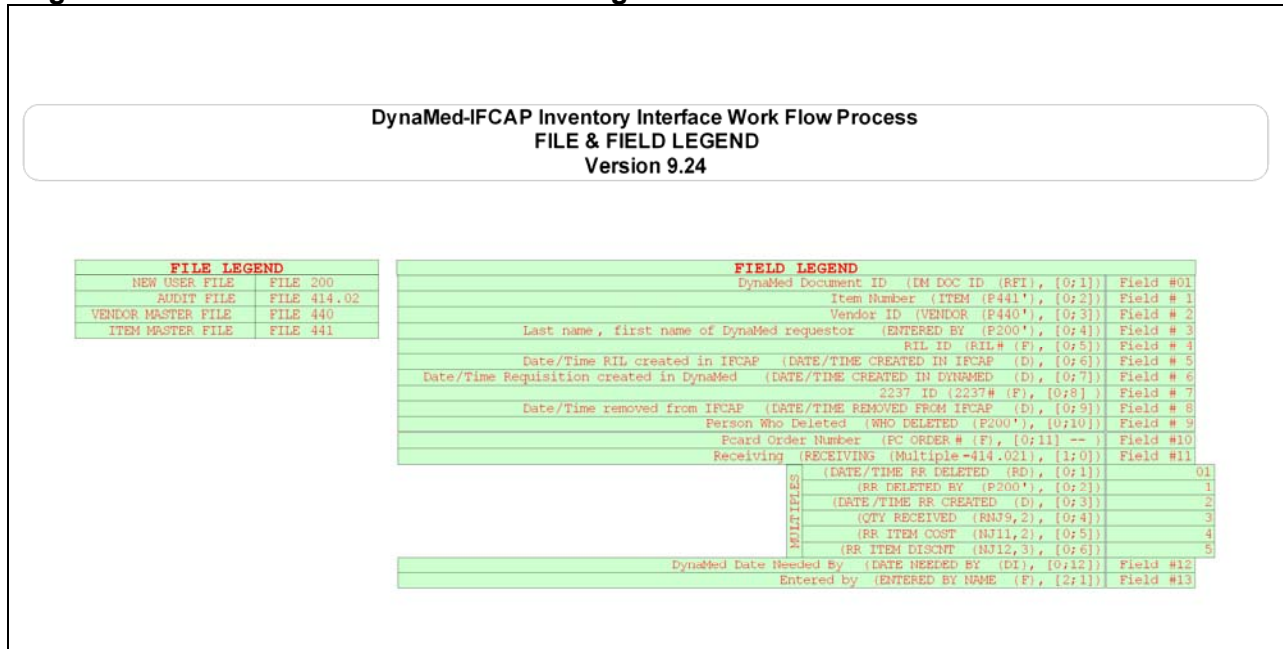 DynaMed-IFCAP Inventory Interface Work Flow Process
FILE & FIELD LEGEND
Version 9.24
FILE LEGEND
NEW USER FILE FILE 200
AUDIT FILE FILE 414.02
VENDOR MASTER FILE FILE 440
ITEM MASTER FILE FILE 441
FIELD LEGEND
DynaMed Document ID (DM DOC ID (RFI), [0;1]) Field #01
Item Number (ITEM (P441'), [0;2]) Field # 1
Vendor ID (VENDOR (P440'), [0;3]) Field # 2
Last name, first name of DynaMed requestor (ENTERED BY (P200'), [0;4]) Field # 3
RIL ID (RIL# (F), [0;5]) Field # 4
Date/Time RIL created in IFCAP (DATE/TIME CREATED IN IFCAP (D), [0;6]) Field # 5
Date/Time Requisition created in DynaMed (DATE/TIME CREATED IN DYNAMED (D), [0;7]) Field # 6
2237 ID (2237# (F), [0;8] ) Field # 7
Date/Time removed from IFCAP (DATE/TIME REMOVED FROM IFCAP (D), [0;9]) Field # 8
Person Who Deleted (WHO DELETED (P200'), [0;10]) Field # 9
Pcard Order Number (PC ORDER # (F), [0;11] -- ) Field #10
Receiving (RECEIVING (Multiple-414.021), [1;0]) Field #11
MULTIPLES
(DATE/TIME RR DELETED (RD), [0;1]) 01
(RR DELETED BY (P200'), [0;2]) 1
(DATE/TIME RR CREATED (D), [0;3]) 2
(QTY RECEIVED (RNJ9,2), [0;4]) 3
(RR ITEM COST (NJ11,2), [0;5]) 4
(RR ITEM DISCNT (NJ12,3), [0;6]) 5
DynaMed Date Needed By (DATE NEEDED BY (DI), [0;12]) Field #12
Entered by (ENTERED BY NAME (F), [2;1]) Field #13